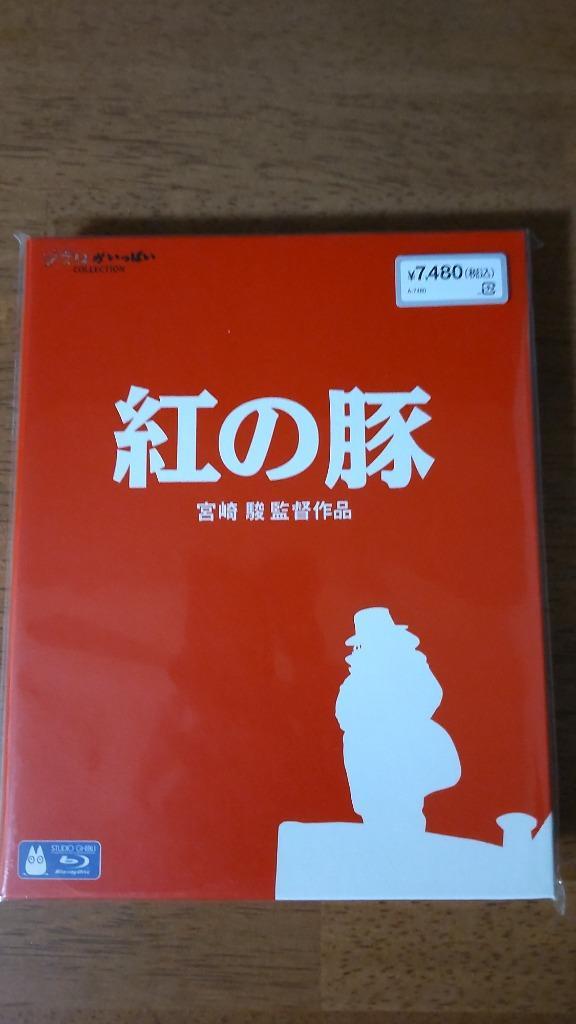 ジブリがいっぱい
COLLECTION
¥7,480(税込)
A-7480
紅の豚
宮崎 駿 監督作品
STUDIO GHIBLI
Blu-ray Disc